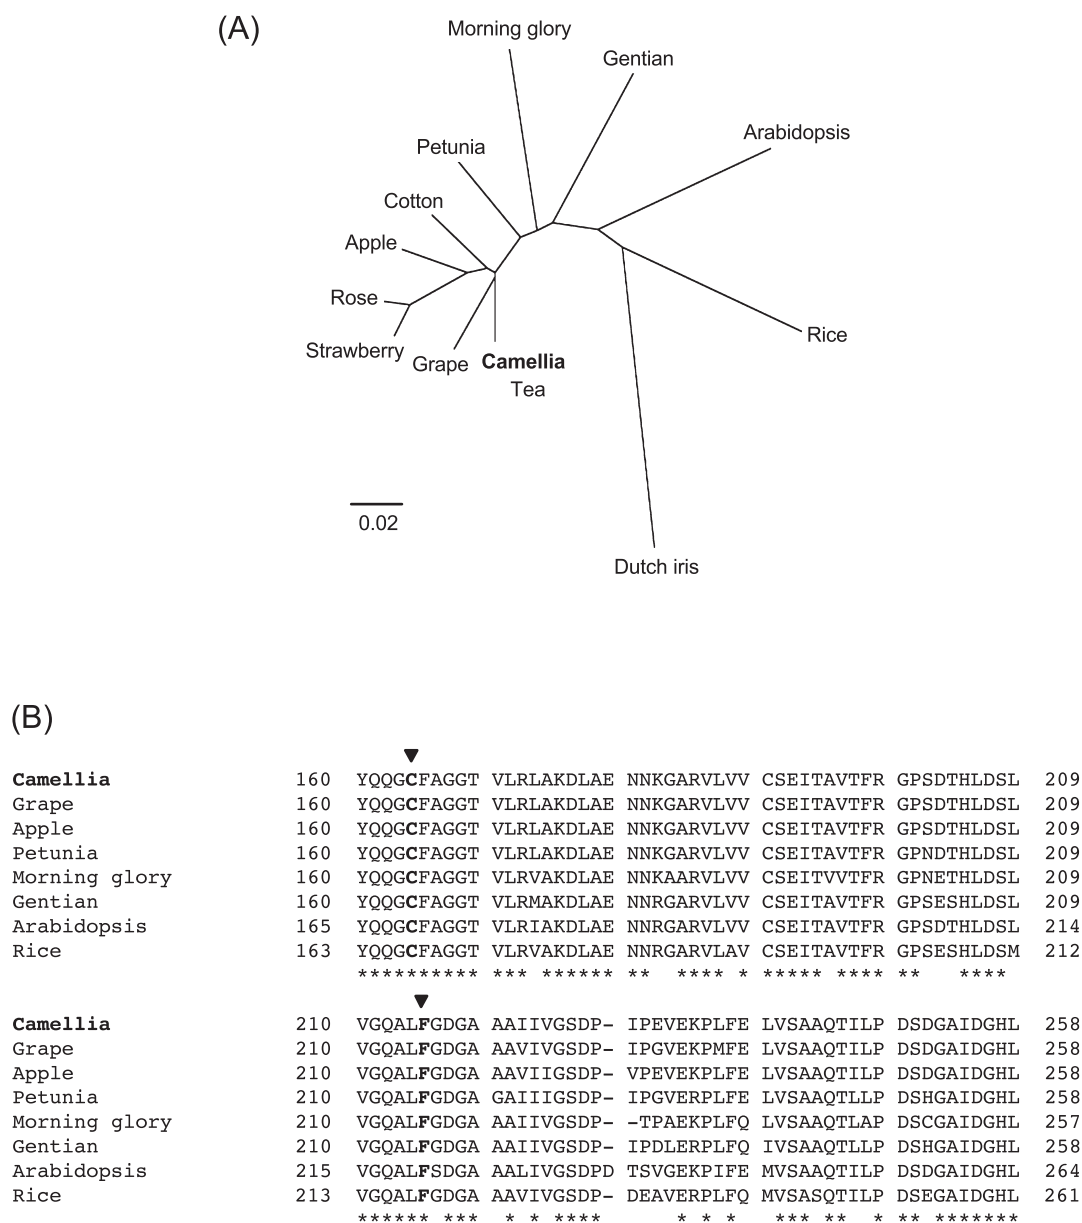 (A)
Morning glory
Gentian
Arabidopsis
Petunia
Cotton
Apple
Rose
Strawberry
Grape
Camellia
Tea
Rice
0.02
Dutch iris
(B)
▼
Camellia 160 YQQGCFAGGT VLRLAKDLAE NNKGARVLVV CSEITAVTFR GPSDTHLDSL 209
Grape 160 YQQGCFAGGT VLRLAKDLAE NNKGARVLVV CSEITAVTFR GPSDTHLDSL 209
Apple 160 YQQGCFAGGT VLRLAKDLAE NNKGARVLVV CSEITAVTFR GPSDTHLDSL 209
Petunia 160 YQQGCFAGGT VLRLAKDLAE NNKGARVLVV CSEITAVTFR GPNDTHLDSL 209
Morning glory 160 YQQGCFAGGT VLRVAKDLAE NNKAARVLVV CSEITVVTFR GPNETHLDSL 209
Gentian 160 YQQGCFAGGT VLRMAKDLAE NNRGARVLVV CSEITAVTFR GPSESHLDSL 209
Arabidopsis 165 YQQGCFAGGT VLRIAKDLAE NNRGARVLVV CSEITAVTFR GPSDTHLDSL 214
Rice 163 YQQGCFAGGT VLRVAKDLAE NNRGARVLAV CSEITAVTFR GPSESHLDSM 212
********** *** ****** ** **** * ***** **** ** ****
▼
Camellia 210 VGQALFGDGA AAIIVGSDP- IPEVEKPLFE LVSAAQTILP DSDGAIDGHL 258
Grape 210 VGQALFGDGA AAVIVGSDP- IPGVEKPMFE LVSAAQTILP DSDGAIDGHL 258
Apple 210 VGQALFGDGA AAVIIGSDP- VPEVEKPLFE LVSAAQTILP DSDGAIDGHL 258
Petunia 210 VGQALFGDGA GAIIIGSDP- IPGVERPLFE LVSAAQTLLP DSHGAIDGHL 258
Morning glory 210 VGQALFGDGA AAIIVGSDP- -TPAEKPLFQ LVSAAQTLAP DSCGAIDGHL 257
Gentian 210 VGQALFGDGA AAIIVGSDP- IPDLERPLFQ IVSAAQTLLP DSHGAIDGHL 258
Arabidopsis 215 VGQALFSDGA AALIVGSDPD TSVGEKPIFE MVSAAQTILP DSDGAIDGHL 264
Rice 213 VGQALFGDGA AAVIVGSDP- DEAVERPLFQ MVSASQTILP DSEGAIDGHL 261
****** *** * * **** * * * *** ** * ** *******